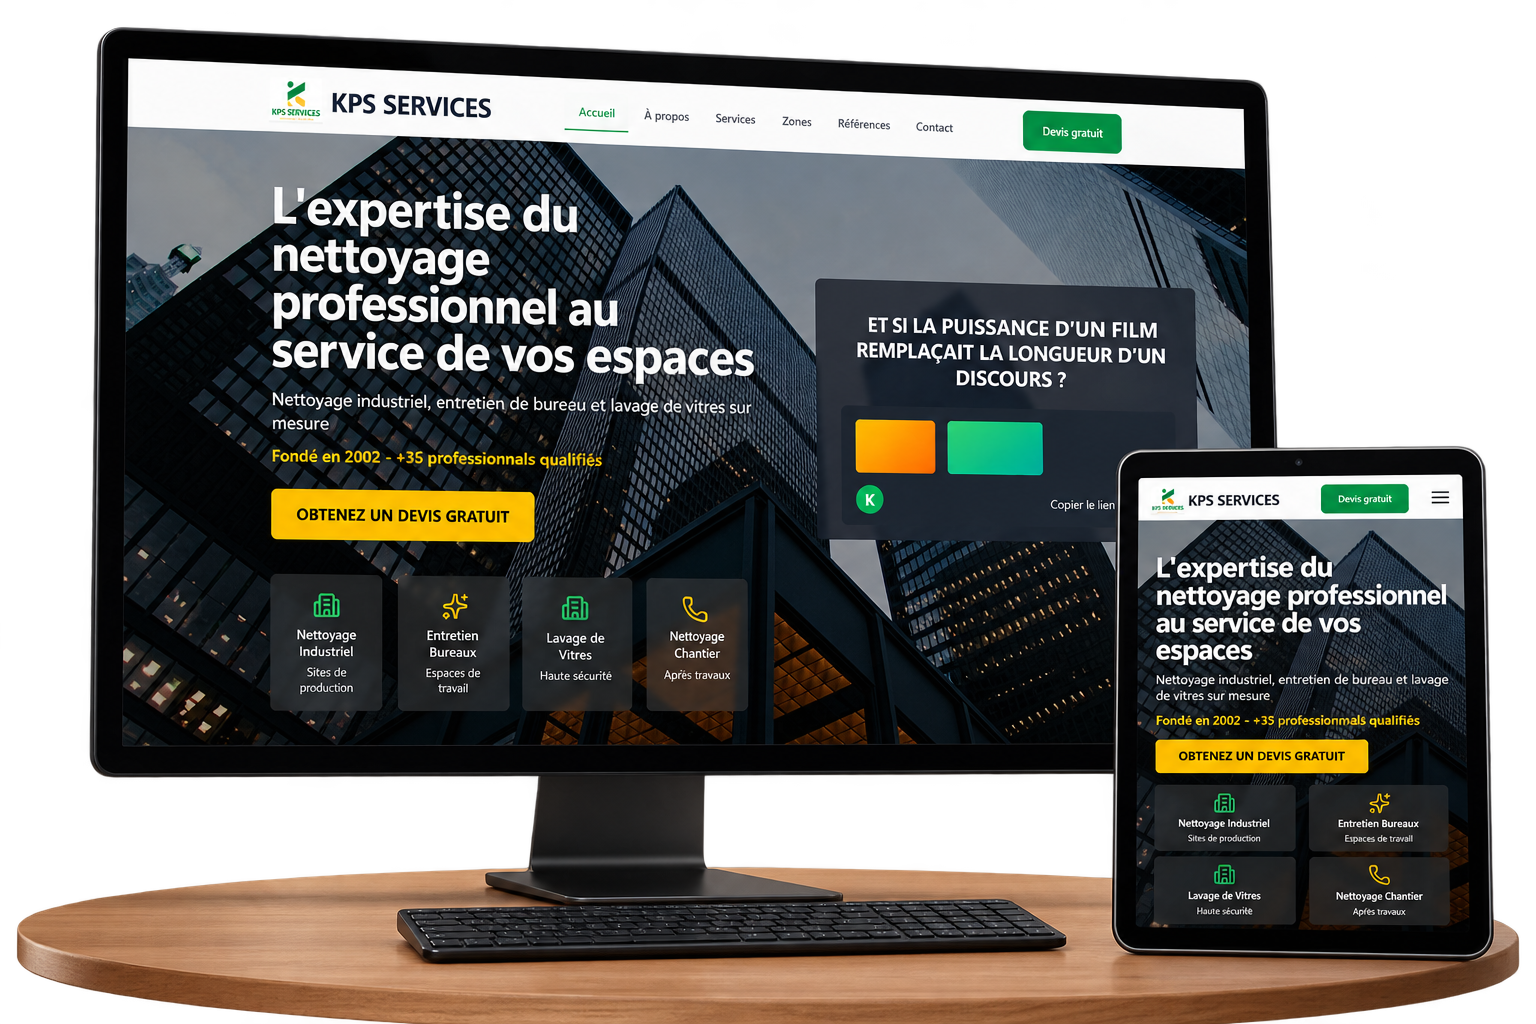 KPS SERVICES
KPS SERVICES
Accueil
À propos
Services
Zones
Références
Contact
Devis gratuit
L'expertise du
nettoyage
professionnel au
service de vos espaces
Nettoyage industriel, entretien de bureau et lavage de vitres sur
mesure
Fondé en 2002 - +35 professionnals qualifiés
OBTENEZ UN DEVIS GRATUIT
Nettoyage
Industriel
Sites de
production
Entretien
Bureaux
Espaces de
travail
Lavage de
Vitres
Haute sécurité
Nettoyage
Chantier
Après travaux
ET SI LA PUISSANCE D'UN FILM
REMPLAÇAIT LA LONGUEUR D'UN
DISCOURS ?
K
Copier le lien
KPS SERVICES
KPS SERVICES
Devis gratuit
L'expertise du
nettoyage professionnel
au service de vos
espaces
Nettoyage industriel, entretien de bureau et lavage
de vitres sur mesure
Fondé en 2002 - +35 professionmals qualifiés
OBTENEZ UN DEVIS GRATUIT
Nettoyage Industriel
Sites de production
Entretien Bureaux
Espaces de travail
Lavage de Vitres
Haute sécurité
Nettoyage Chantier
Après travaux